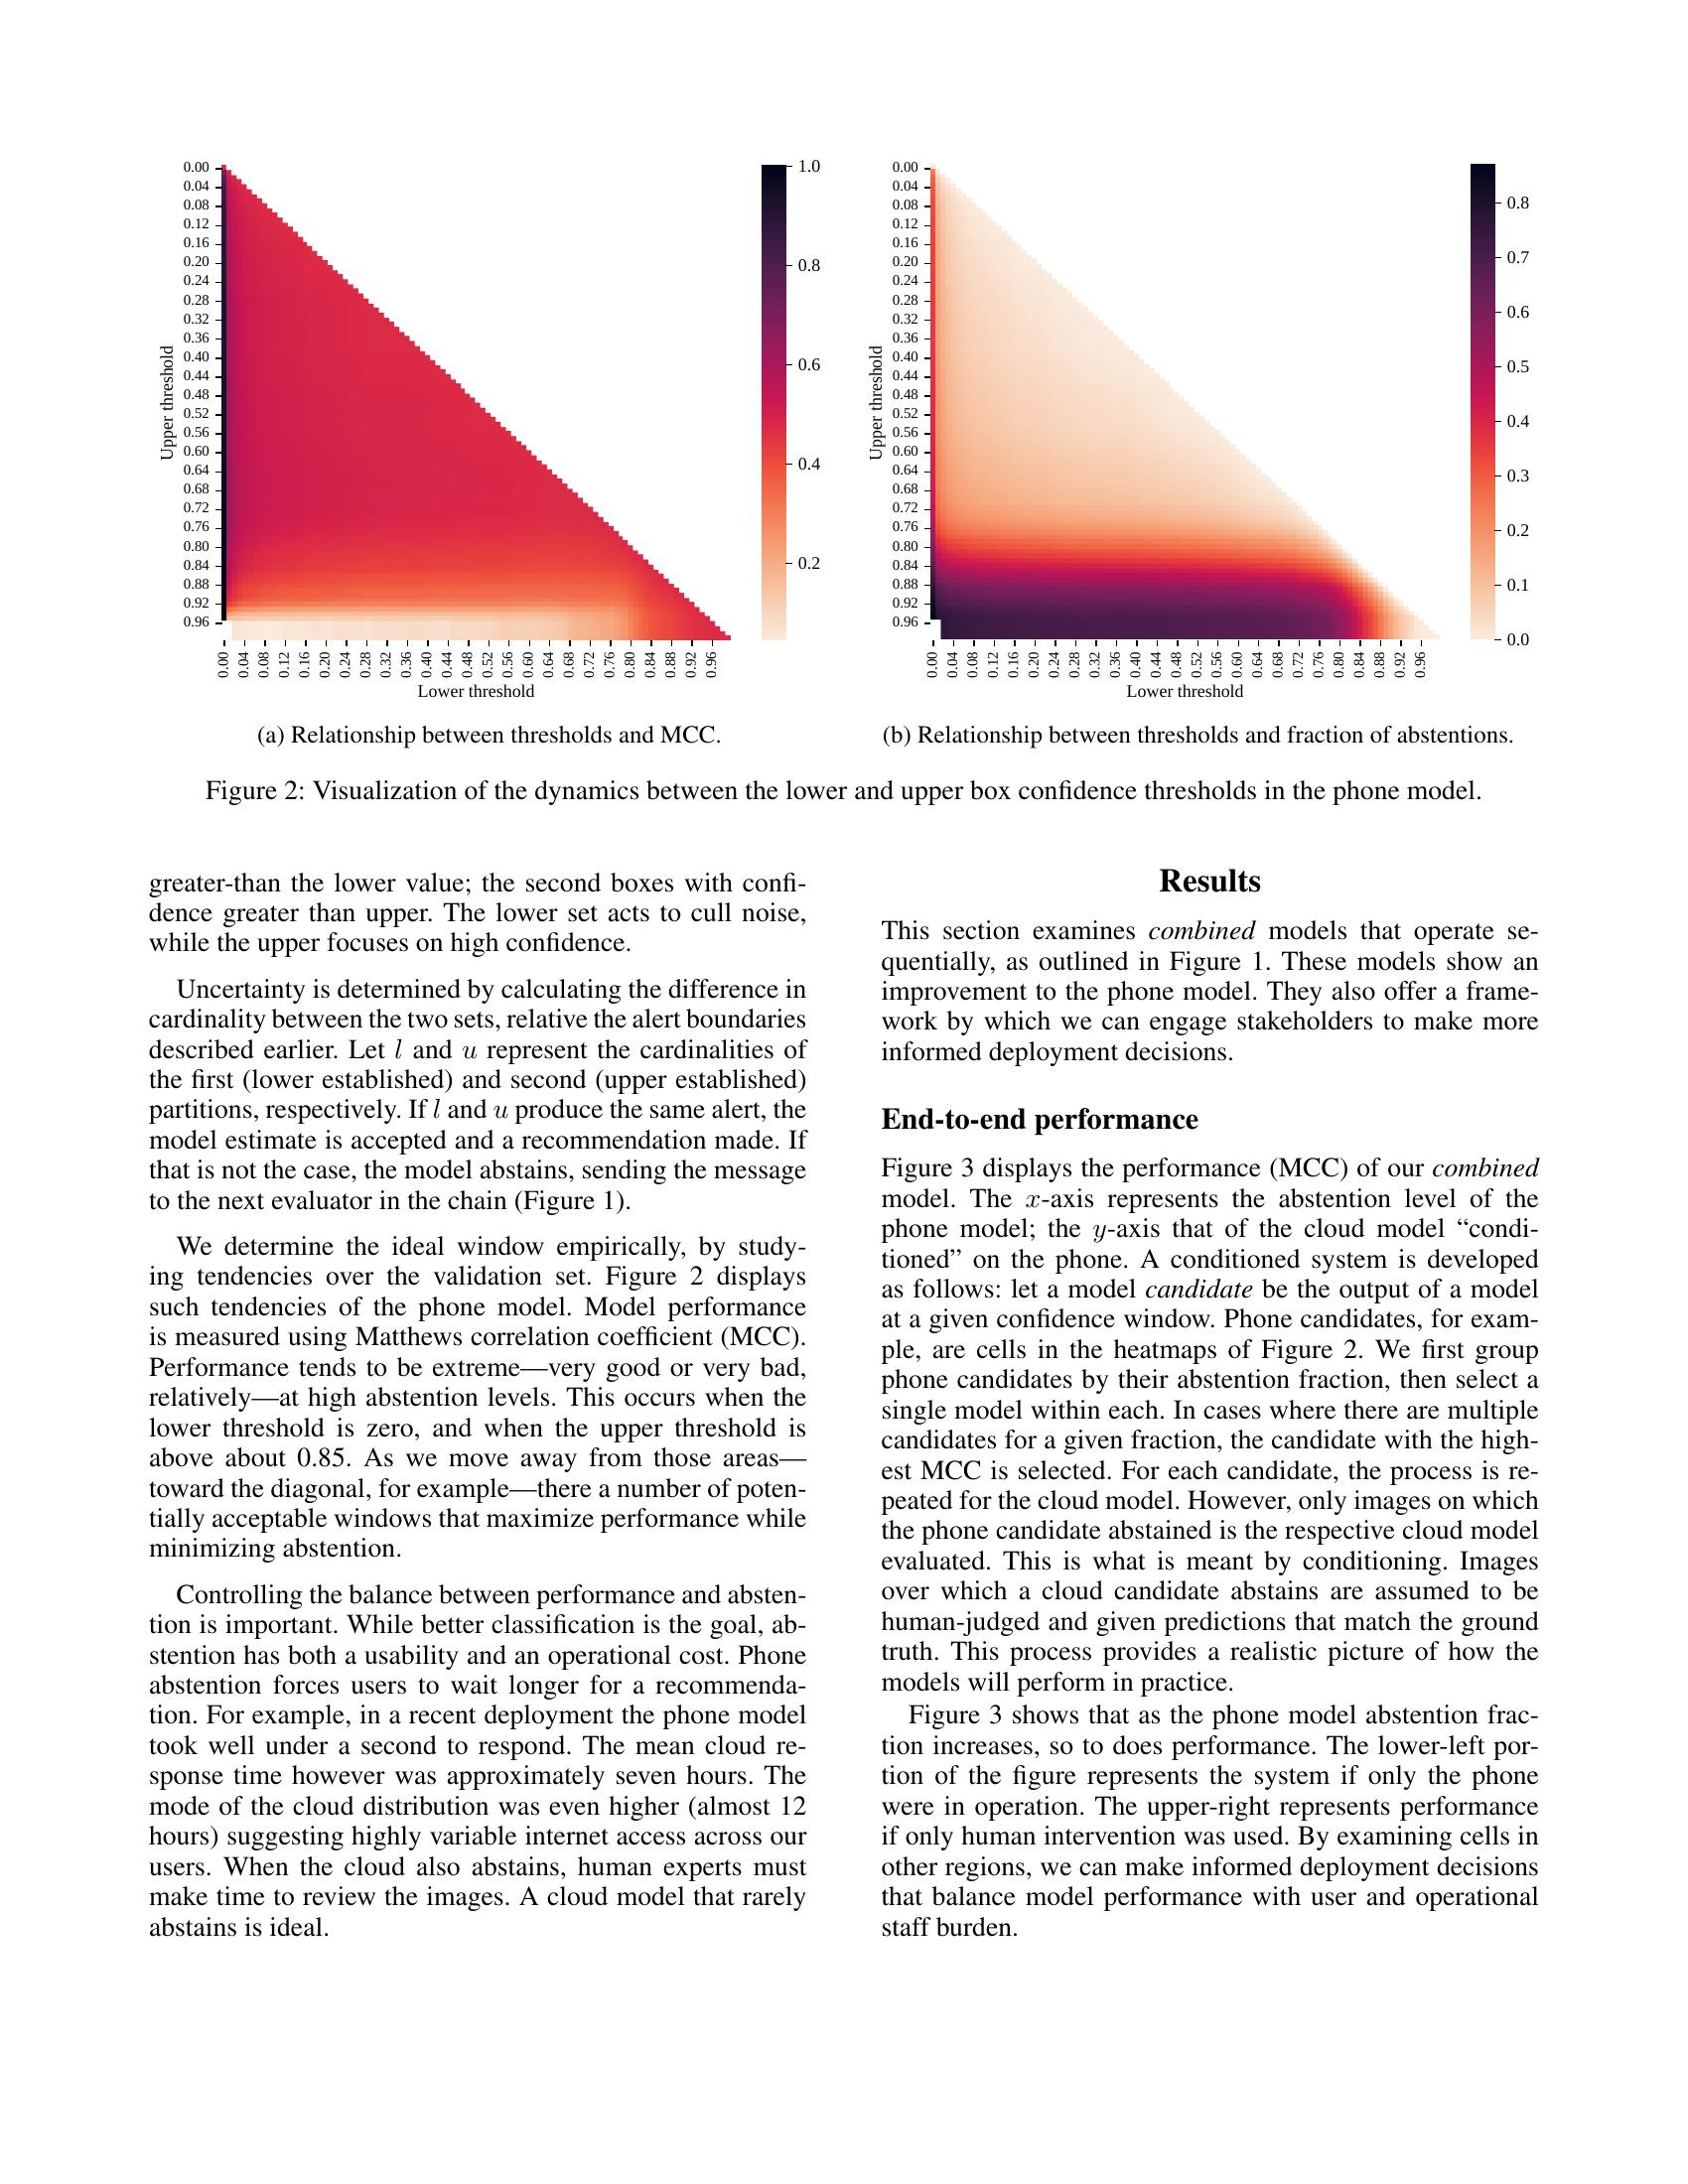 0.00
0.04
0.08
0.12
0.16
0.20
0.24
0.28
0.32
0.36
0.40
0.44
0.48
0.52
0.56
0.60
0.64
0.68
0.72
0.76
0.80
0.84
0.88
0.92
0.96
Upper threshold
0.00 0.04 0.08 0.12 0.16 0.20 0.24 0.28 0.32 0.36 0.40 0.44 0.48 0.52 0.56 0.60 0.64 0.68 0.72 0.76 0.80 0.84 0.88 0.92 0.96
Lower threshold
1.0
0.8
0.6
0.4
0.2
(a) Relationship between thresholds and MCC.
0.00
0.04
0.08
0.12
0.16
0.20
0.24
0.28
0.32
0.36
0.40
0.44
0.48
0.52
0.56
0.60
0.64
0.68
0.72
0.76
0.80
0.84
0.88
0.92
0.96
Upper threshold
0.00 0.04 0.08 0.12 0.16 0.20 0.24 0.28 0.32 0.36 0.40 0.44 0.48 0.52 0.56 0.60 0.64 0.68 0.72 0.76 0.80 0.84 0.88 0.92 0.96
Lower threshold
0.8
0.7
0.6
0.5
0.4
0.3
0.2
0.1
0.0
(b) Relationship between thresholds and fraction of abstentions.
Figure 2: Visualization of the dynamics between the lower and upper box confidence thresholds in the phone model.
greater-than the lower value; the second boxes with confi-
dence greater than upper. The lower set acts to cull noise,
while the upper focuses on high confidence.
Uncertainty is determined by calculating the difference in
cardinality between the two sets, relative the alert boundaries
described earlier. Let l and u represent the cardinalities of
the first (lower established) and second (upper established)
partitions, respectively. If l and u produce the same alert, the
model estimate is accepted and a recommendation made. If
that is not the case, the model abstains, sending the message
to the next evaluator in the chain (Figure 1).
We determine the ideal window empirically, by study-
ing tendencies over the validation set. Figure 2 displays
such tendencies of the phone model. Model performance
is measured using Matthews correlation coefficient (MCC).
Performance tends to be extreme—very good or very bad,
relatively—at high abstention levels. This occurs when the
lower threshold is zero, and when the upper threshold is
above about 0.85. As we move away from those areas—
toward the diagonal, for example—there a number of poten-
tially acceptable windows that maximize performance while
minimizing abstention.
Controlling the balance between performance and absten-
tion is important. While better classification is the goal, ab-
stention has both a usability and an operational cost. Phone
abstention forces users to wait longer for a recommenda-
tion. For example, in a recent deployment the phone model
took well under a second to respond. The mean cloud re-
sponse time however was approximately seven hours. The
mode of the cloud distribution was even higher (almost 12
hours) suggesting highly variable internet access across our
users. When the cloud also abstains, human experts must
make time to review the images. A cloud model that rarely
abstains is ideal.
Results
This section examines combined models that operate se-
quentially, as outlined in Figure 1. These models show an
improvement to the phone model. They also offer a frame-
work by which we can engage stakeholders to make more
informed deployment decisions.
End-to-end performance
Figure 3 displays the performance (MCC) of our combined
model. The x-axis represents the abstention level of the
phone model; the y-axis that of the cloud model “condi-
tioned” on the phone. A conditioned system is developed
as follows: let a model candidate be the output of a model
at a given confidence window. Phone candidates, for exam-
ple, are cells in the heatmaps of Figure 2. We first group
phone candidates by their abstention fraction, then select a
single model within each. In cases where there are multiple
candidates for a given fraction, the candidate with the high-
est MCC is selected. For each candidate, the process is re-
peated for the cloud model. However, only images on which
the phone candidate abstained is the respective cloud model
evaluated. This is what is meant by conditioning. Images
over which a cloud candidate abstains are assumed to be
human-judged and given predictions that match the ground
truth. This process provides a realistic picture of how the
models will perform in practice.
Figure 3 shows that as the phone model abstention frac-
tion increases, so to does performance. The lower-left por-
tion of the figure represents the system if only the phone
were in operation. The upper-right represents performance
if only human intervention was used. By examining cells in
other regions, we can make informed deployment decisions
that balance model performance with user and operational
staff burden.